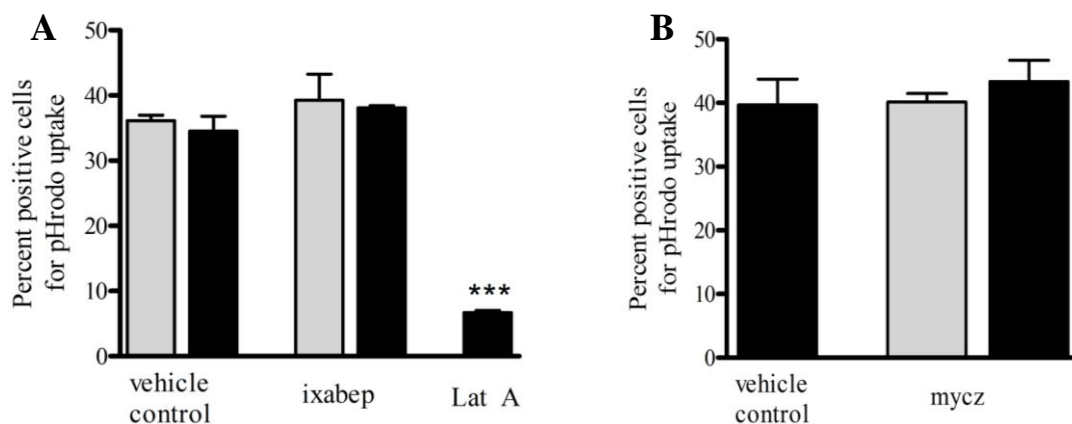 A
Percent positive cells
for pHrodo uptake
50
40
30
20
10
0
***
vehicle
control
ixabep
Lat A
B
Percent positive cells
for pHrodo uptake
50
40
30
20
10
0
vehicle
control
mycz